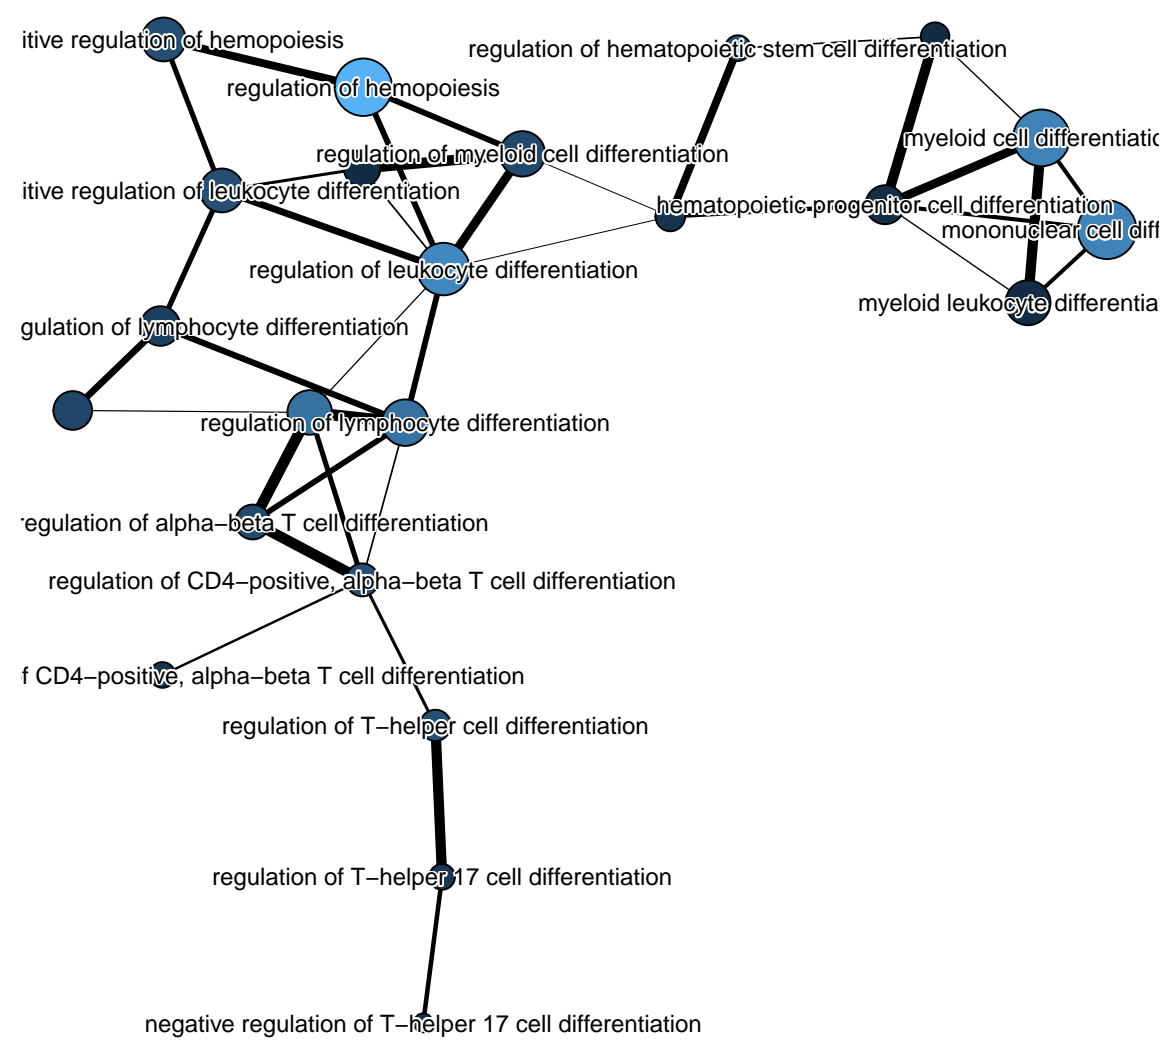 itive regulation of hemopoiesis
regulation of hematopoietic stem cell differentiation
regulation of hemopoiesis
myeloid cell differentiatio
regulation of myeloid cell differentiation
itive regulation of leukocyte differentiation
hematopoietic progenitor cell differentiation
mononuclear cell diff
regulation of leukocyte differentiation
myeloid leukocyte differentia
gulation of lymphocyte differentiation
regulation of lymphocyte differentiation
regulation of alpha−beta T cell differentiation
regulation of CD4−positive, alpha−beta T cell differentiation
f CD4−positive, alpha−beta T cell differentiation
regulation of T−helper cell differentiation
regulation of T−helper 17 cell differentiation
negative regulation of T−helper 17 cell differentiation